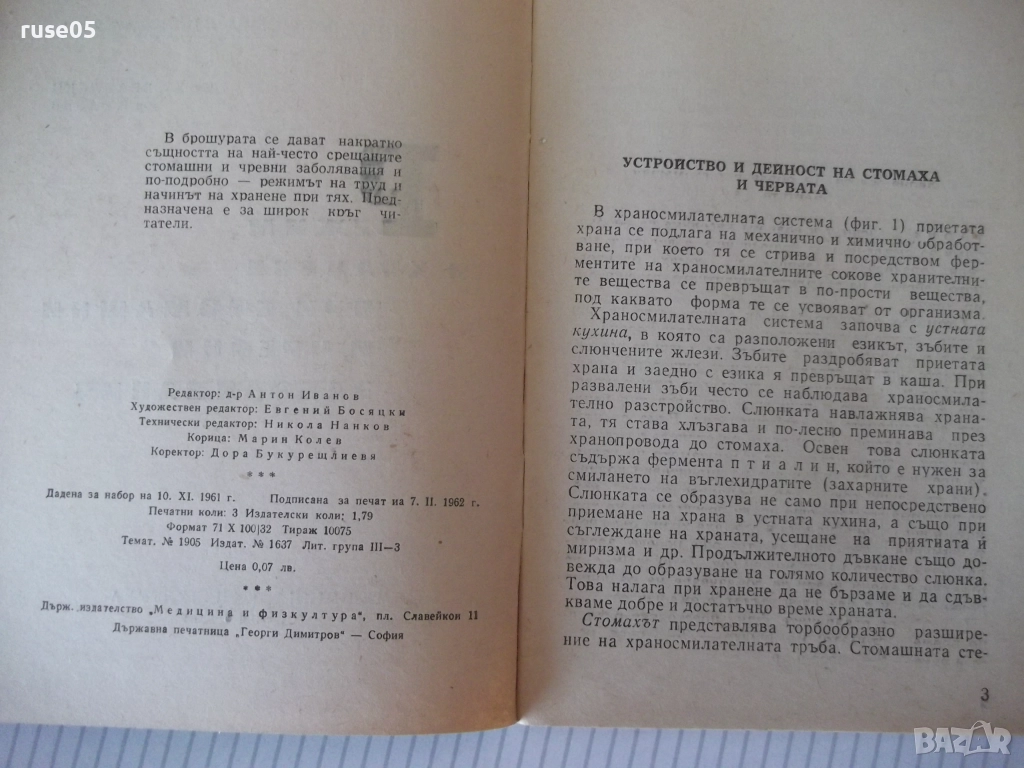 ruse05
В брошурата се дават накратко
същността на най-често срещаните
стомашни и чревни заболявания и
по-подробно — режимът на труд и
начинът на хранене при тях. Пред-
назначена е за широк кръг чи-
татели.
Редактор: д-р Антон Иванов
Художествен редактор: Евгений Босяцки
Технически редактор: Никола Нанков
Корица: Марин Колев
Коректор: Дора Букурещлиевя
* * *
Дадена за набор на 10. XI. 1961 г. Подписана за печат иа 7. II. 1962 г.
Печатни коли: 3 Издателски коли: 1,79
Формат 71 X 100|32 Тираж 10075
Темат. № 1905 Издат. № 1637 Лит. група III—3
Цена 0,07 лв.
* * *
Държ. издателство „Медицина и физкултура", пл. Славейкон 11
Държавна печатница „Георги Димитров" — София
УСТРОЙСТВО И ДЕЙНОСТ НА СТОМАХА
И ЧЕРВАТА
В храносмилателната система (фиг. 1) приетата
храна се подлага на механично и химично обработ-
ване, при което тя се стрива и посредством фер-
ментите на храносмилателните сокове хранителни-
те вещества се превръщат в по-прости вещества,
под каквато форма те се усвояват от организма.
Храносмилателната система започва с устната
кухина, в която са разположени езикът, зъбите и
слюнчените жлези. Зъбите раздробяват приетата
храна и заедно с езика я превръщат в каша. При
развалени зъби често се наблюдава храносмила-
телно разстройство. Слюнката навлажнява храна-
та, тя става хлъзгава и по-лесно преминава през
хранопровода до стомаха. Освен това слюнката
съдържа фермента птиалин, който е нужен за
смилането на въглехидратите (захарните храни).
Слюнката се образува не само при непосредствено
приемане на храна в устната кухина, а също при
съглеждане на храната, усещане на приятната й
миризма и др. Продължителното дъвкане също до-
вежда до образуване на голямо количество слюнка.
Това налага при хранене да не бързаме и да сдъв-
кваме добре и достатъчно време храната.
Стомахът представлява торбообразно разшире-
ние на храносмилателната тръба. Стомашната сте-
3
BAZAR